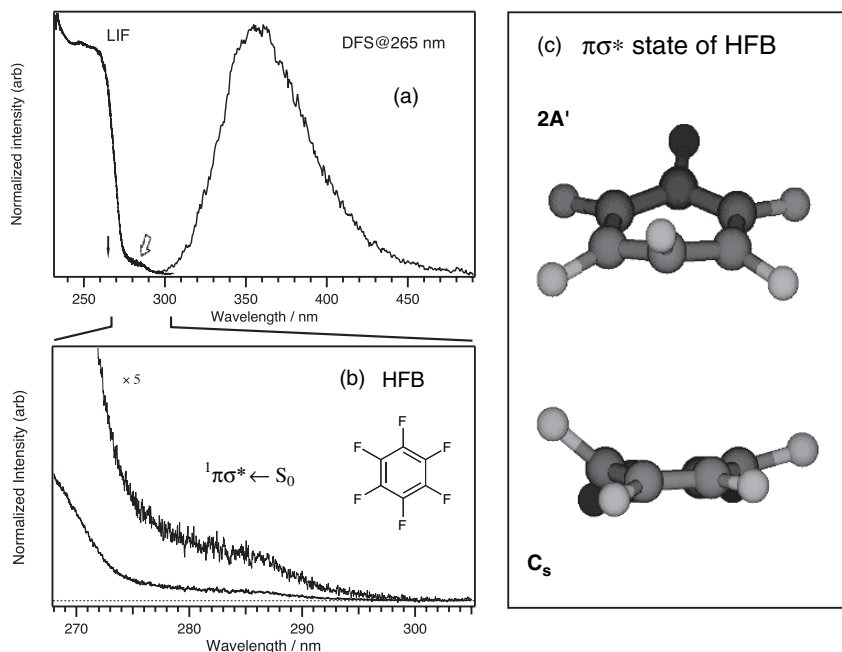 LIF
DFS@265 nm
(a)
Normalized intensity (arb)
250 300 350 400 450
Wavelength / nm
(b) HFB
× 5
¹πσ* ← S₀
F
F F
F F
F
Normalized Intensity (arb)
270 280 290 300
Wavelength / nm
(c) πσ* state of HFB
2A'
Cₛ